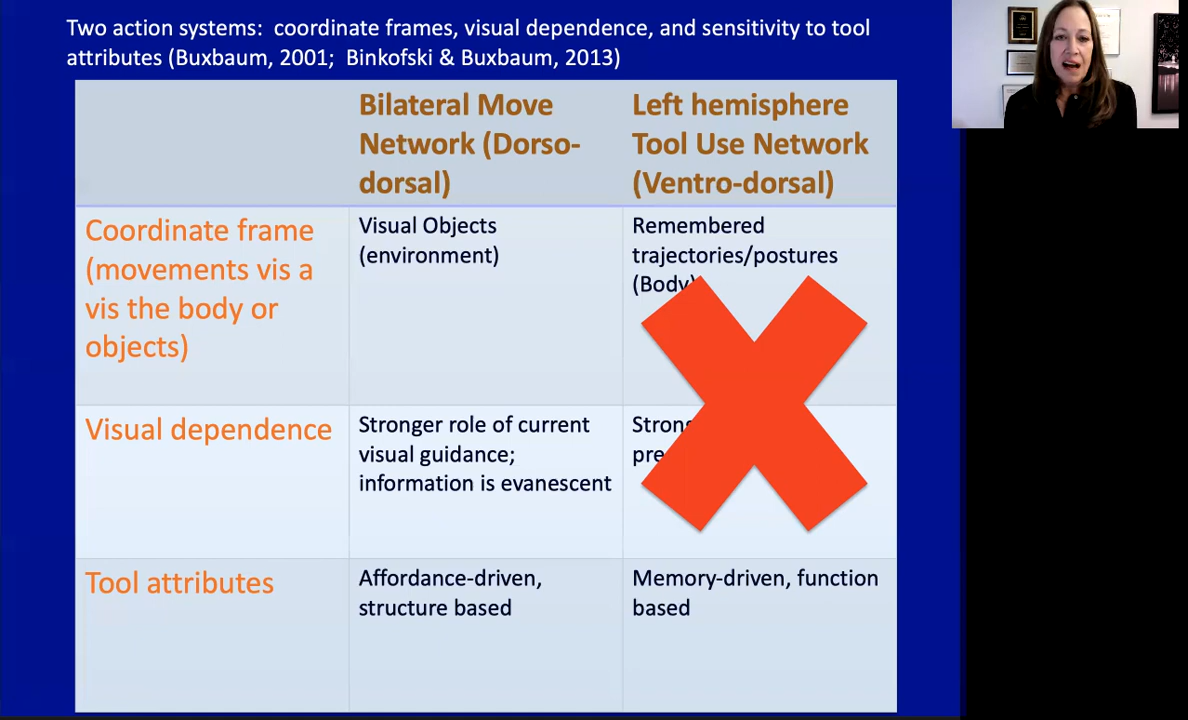 Two action systems:  coordinate frames, visual dependence, and sensitivity to tool
attributes (Buxbaum, 2001;  Binkofski & Buxbaum, 2013)
Bilateral Move
Network (Dorso-
dorsal)
Left hemisphere
Tool Use Network
(Ventro-dorsal)
Coordinate frame
(movements vis a
vis the body or
objects)
Visual Objects
(environment)
Remembered
trajectories/postures
(Body)
Visual dependence
Stronger role of current
visual guidance;
information is evanescent
Tool attributes
Affordance-driven,
structure based
Memory-driven, function
based